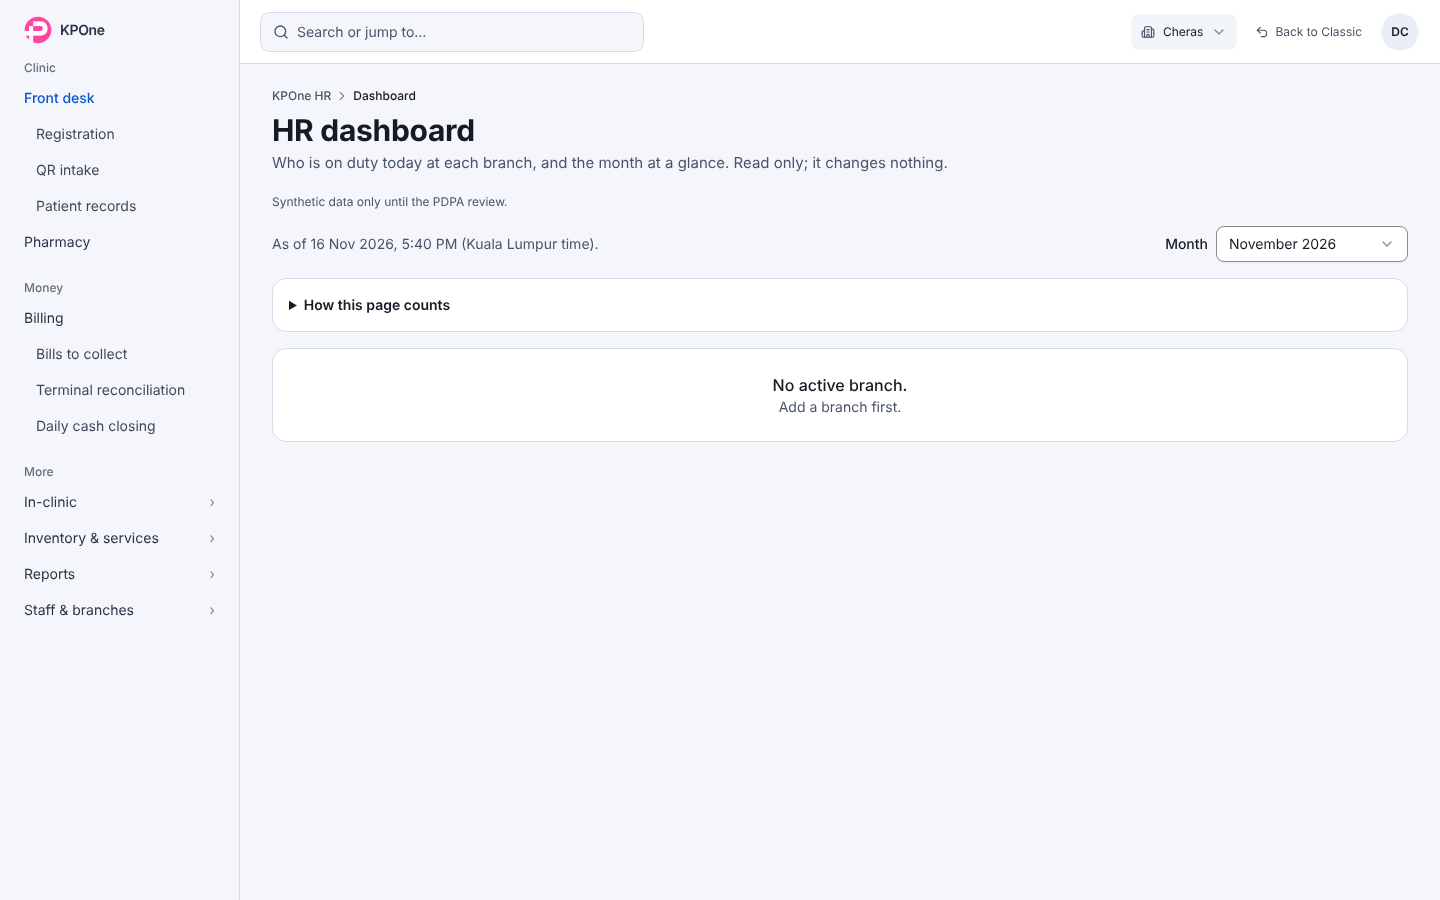 KPOne
Clinic
Front desk
Registration
QR intake
Patient records
Pharmacy
Money
Billing
Bills to collect
Terminal reconciliation
Daily cash closing
More
In-clinic
Inventory & services
Reports
Staff & branches
Search or jump to...
Cheras
Back to Classic
DC
KPOne HR > Dashboard
HR dashboard
Who is on duty today at each branch, and the month at a glance. Read only; it changes nothing.
Synthetic data only until the PDPA review.
As of 16 Nov 2026, 5:40 PM (Kuala Lumpur time).
Month November 2026
How this page counts
No active branch.
Add a branch first.